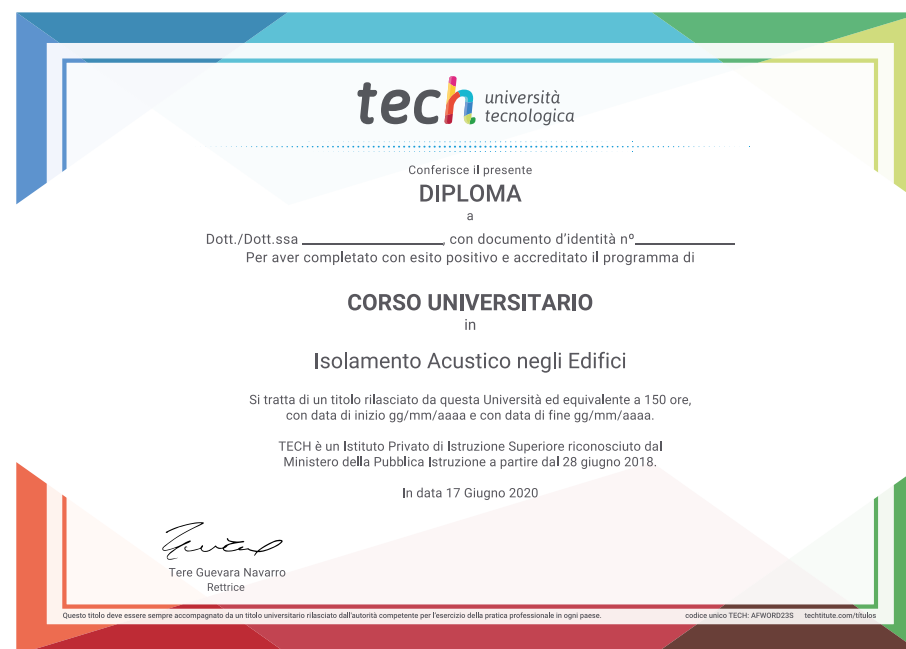 tech università
tecnologica
Conferisce il presente
DIPLOMA
a
Dott./Dott.ssa ____________________, con documento d'identità nº______________
Per aver completato con esito positivo e accreditato il programma di
CORSO UNIVERSITARIO
in
Isolamento Acustico negli Edifici
Si tratta di un titolo rilasciato da questa Università ed equivalente a 150 ore,
con data di inizio gg/mm/aaaa e con data di fine gg/mm/aaaa.
TECH è un Istituto Privato di Istruzione Superiore riconosciuto dal
Ministero della Pubblica Istruzione a partire dal 28 giugno 2018.
In data 17 Giugno 2020
Tere Guevara Navarro
Rettrice
Questo titolo deve essere sempre accompagnato da un titolo universitario rilasciato dall'autorità competente per l'esercizio della pratica professionale in ogni paese. codice unico TECH: AFWORD23S techtitute.com/títulos